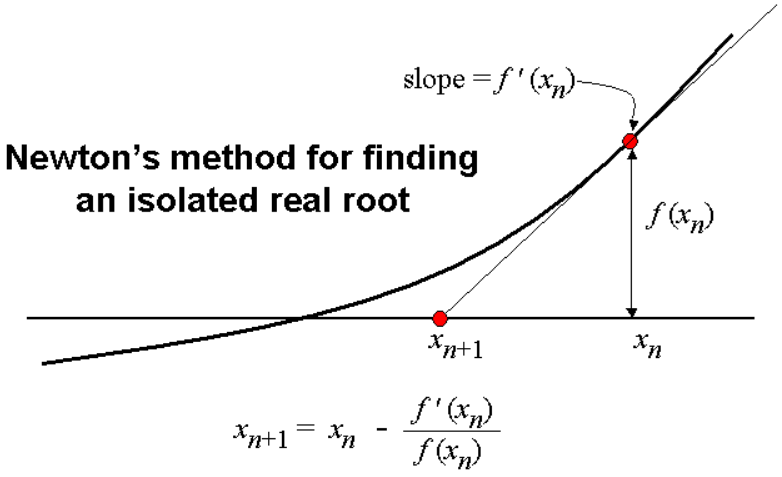 slope = f '(xₙ)
Newton's method for finding
an isolated real root
f(xₙ)
xₙ₊₁
xₙ
xₙ₊₁ = xₙ - f '(xₙ) / f(xₙ)